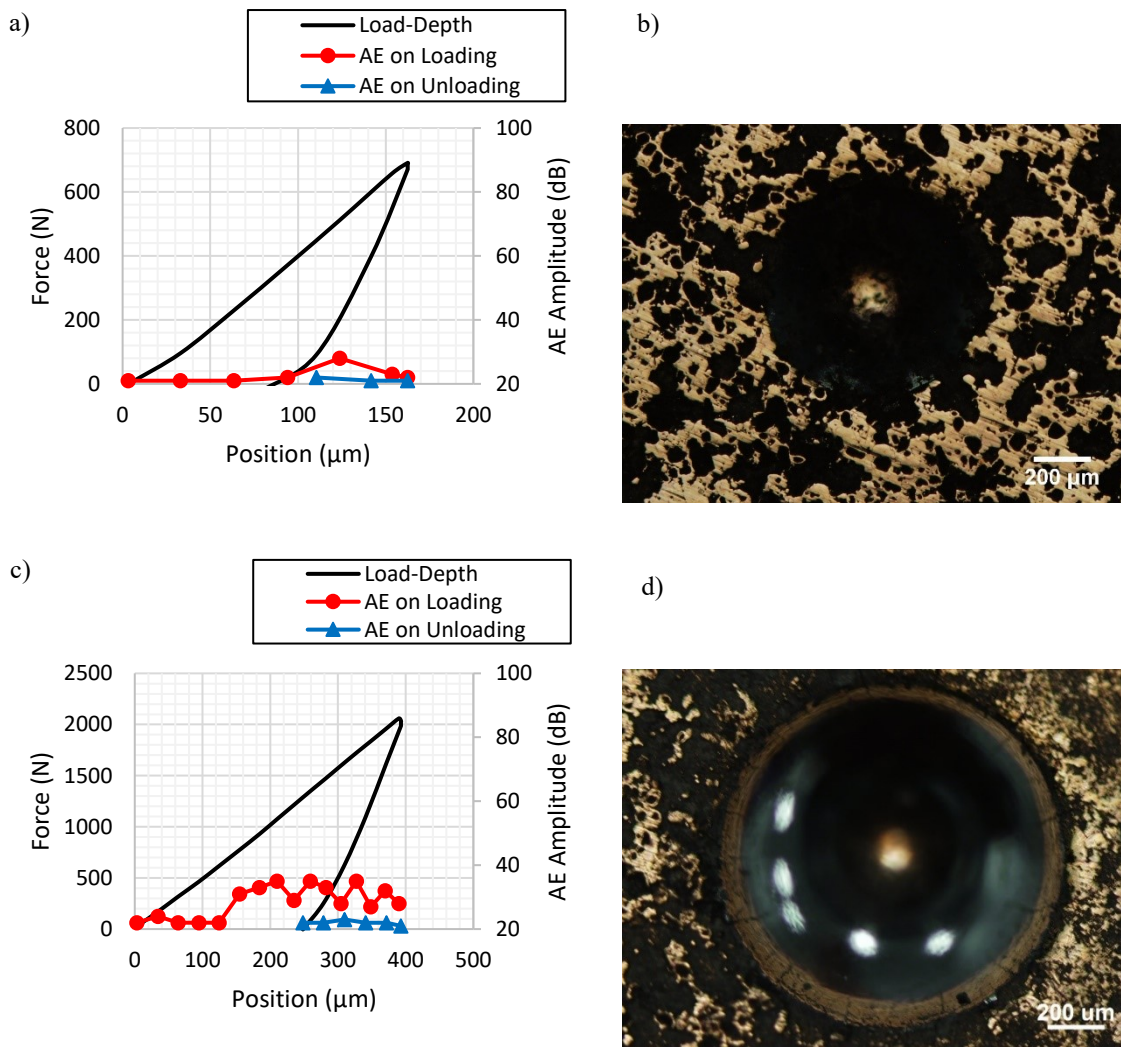 a)
Load-Depth
AE on Loading
AE on Unloading
800
600
400
200
0
100
80
60
40
20
0
50
100
150
200
Force (N)
AE Amplitude (dB)
Position (µm)
b)
200 µm
c)
Load-Depth
AE on Loading
AE on Unloading
2500
2000
1500
1000
500
0
100
80
60
40
20
0
100
200
300
400
500
Force (N)
AE Amplitude (dB)
Position (µm)
d)
200 um